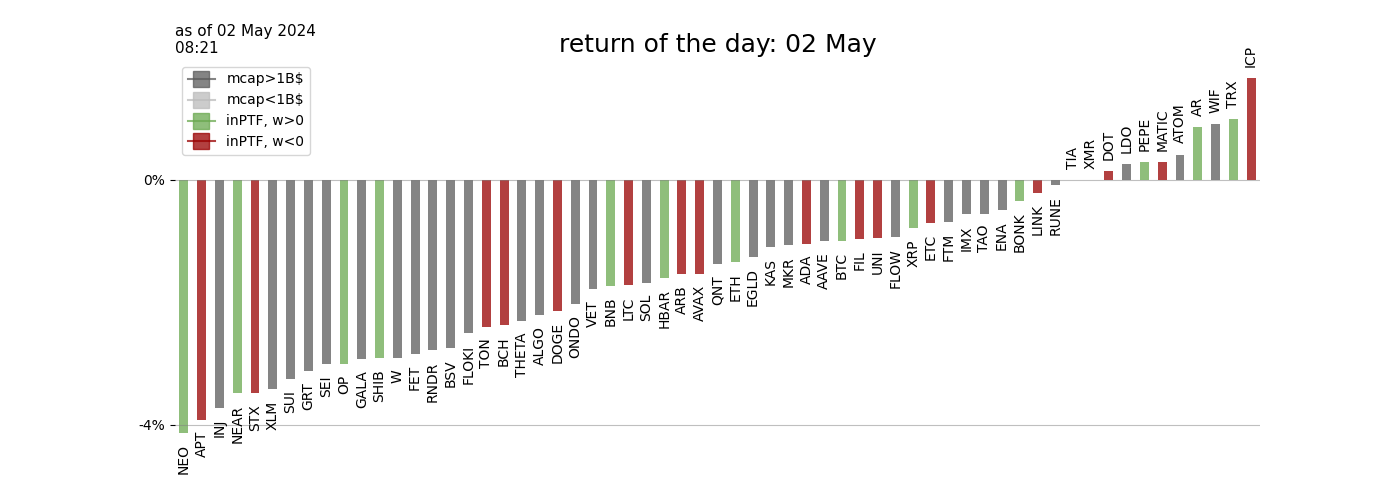 as of 02 May 2024
08:21
return of the day: 02 May
mcap>1B$
mcap<1B$
inPTF, w>0
inPTF, w<0
0%
-4%
NEO
APT
INJ
NEAR
STX
XLM
SUI
GRT
SEI
OP
GALA
SHIB
W
FET
RNDR
BSV
FLOKI
TON
BCH
THETA
ALGO
DOGE
ONDO
VET
BNB
LTC
SOL
HBAR
ARB
AVAX
QNT
ETH
EGLD
KAS
MKR
ADA
AAVE
BTC
FIL
UNI
FLOW
XRP
ETC
FTM
IMX
TAO
ENA
BONK
LINK
RUNE
TIA
XMR
DOT
LDO
PEPE
MATIC
ATOM
AR
WIF
TRX
ICP